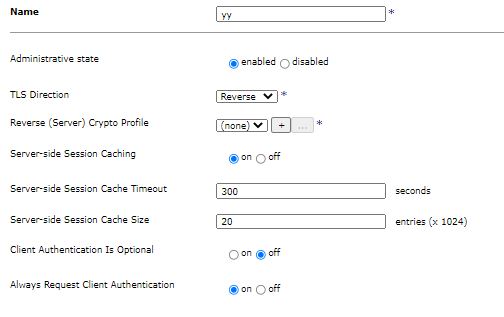 Name yy *
Administrative state enabled disabled
TLS Direction Reverse *
Reverse (Server) Crypto Profile (none) + ... *
Server-side Session Caching on off
Server-side Session Cache Timeout 300 seconds
Server-side Session Cache Size 20 entries (x 1024)
Client Authentication Is Optional on off
Always Request Client Authentication on off